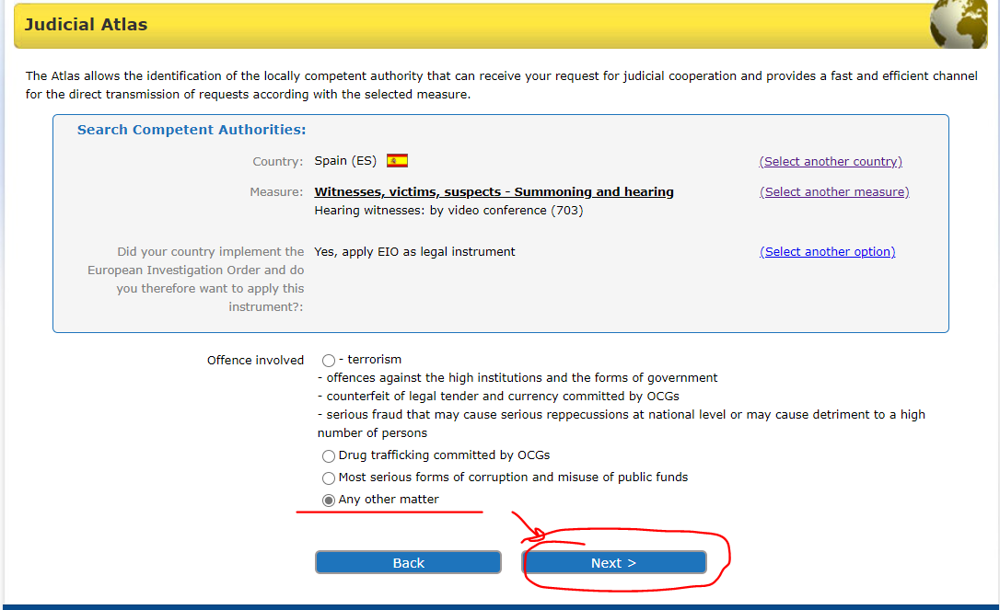 Judicial Atlas
The Atlas allows the identification of the locally competent authority that can receive your request for judicial cooperation and provides a fast and efficient channel
for the direct transmission of requests according with the selected measure.
Search Competent Authorities:
Country: Spain (ES) (Select another country)
Measure: Witnesses, victims, suspects - Summoning and hearing (Select another measure)
Hearing witnesses: by video conference (703)
Did your country implement the Yes, apply EIO as legal instrument (Select another option)
European Investigation Order and do
you therefore want to apply this
instrument?:
Offence involved - terrorism
- offences against the high institutions and the forms of government
- counterfeit of legal tender and currency committed by OCGs
- serious fraud that may cause serious reppecussions at national level or may cause detriment to a high
number of persons
Drug trafficking committed by OCGs
Most serious forms of corruption and misuse of public funds
Any other matter
Back Next >